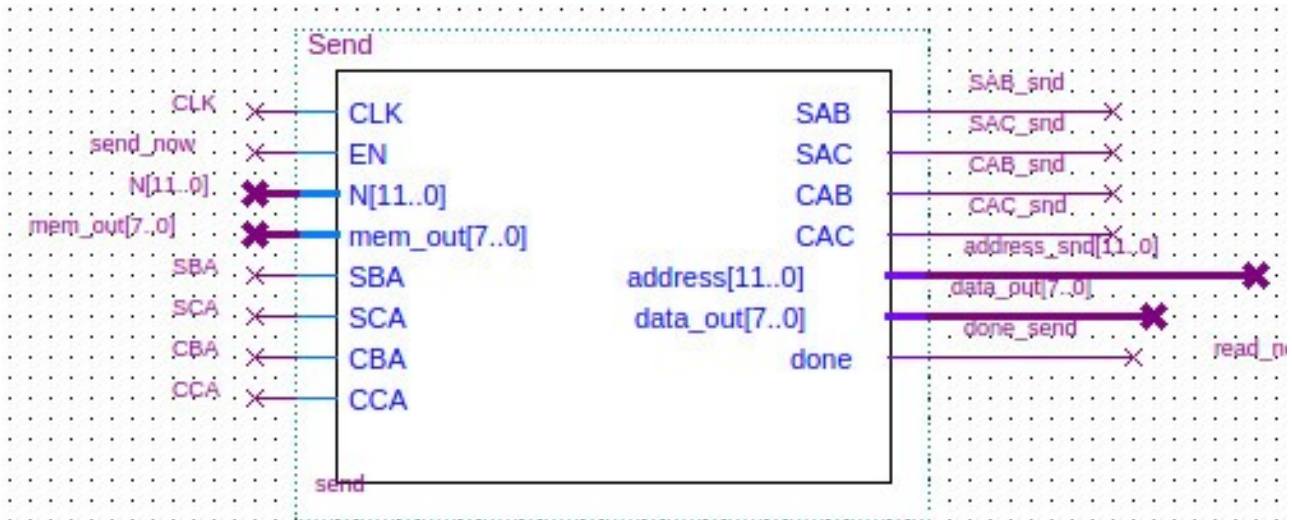 Send
CLK CLK SAB SAB_snd
send_now EN SAC SAC_snd
N[11..0] N[11..0] CAB CAB_snd
mem_out[7..0] mem_out[7..0] CAC CAC_snd
SBA SBA address[11..0] address_snd[11..0]
SCA SCA data_out[7..0] data_out[7..0]
CBA CBA done done_send
CCA CCA
send